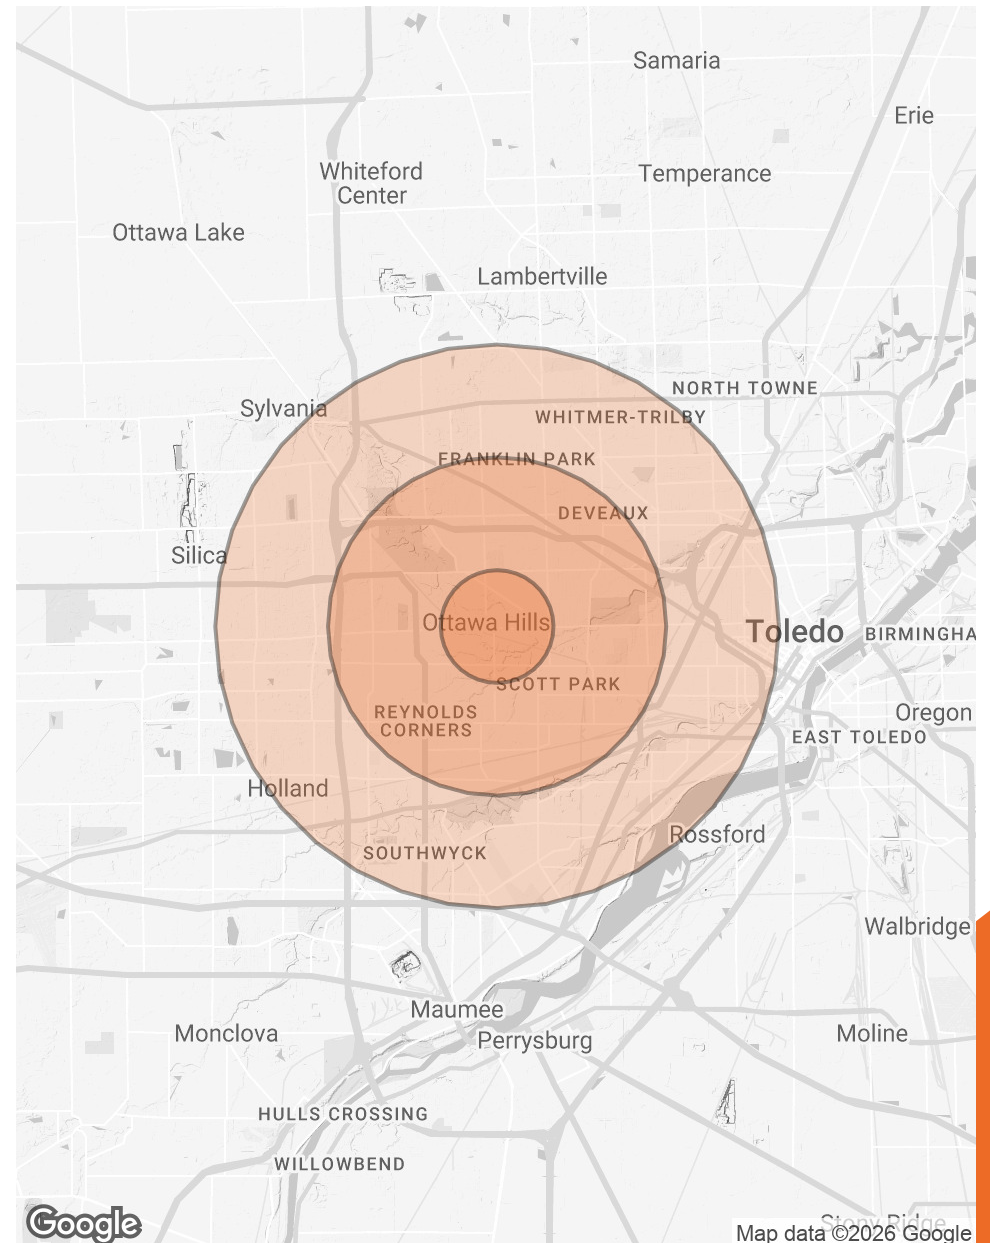 Samaria
Erie
Whiteford
Center
Temperance
Ottawa Lake
Lambertville
NORTH TOWNE
Sylvania
WHITMER-TRILBY
FRANKLIN PARK
DEVEAUX
Silica
Ottawa Hills
Toledo
BIRMINGHA
SCOTT PARK
REYNOLDS
CORNERS
Oregon
EAST TOLEDO
Holland
Rossford
SOUTHWYCK
Walbridge
Maumee
Monclova
Perrysburg
Moline
HULLS CROSSING
WILLOWBEND
Stony Ridge
Google
Map data ©2026 Google